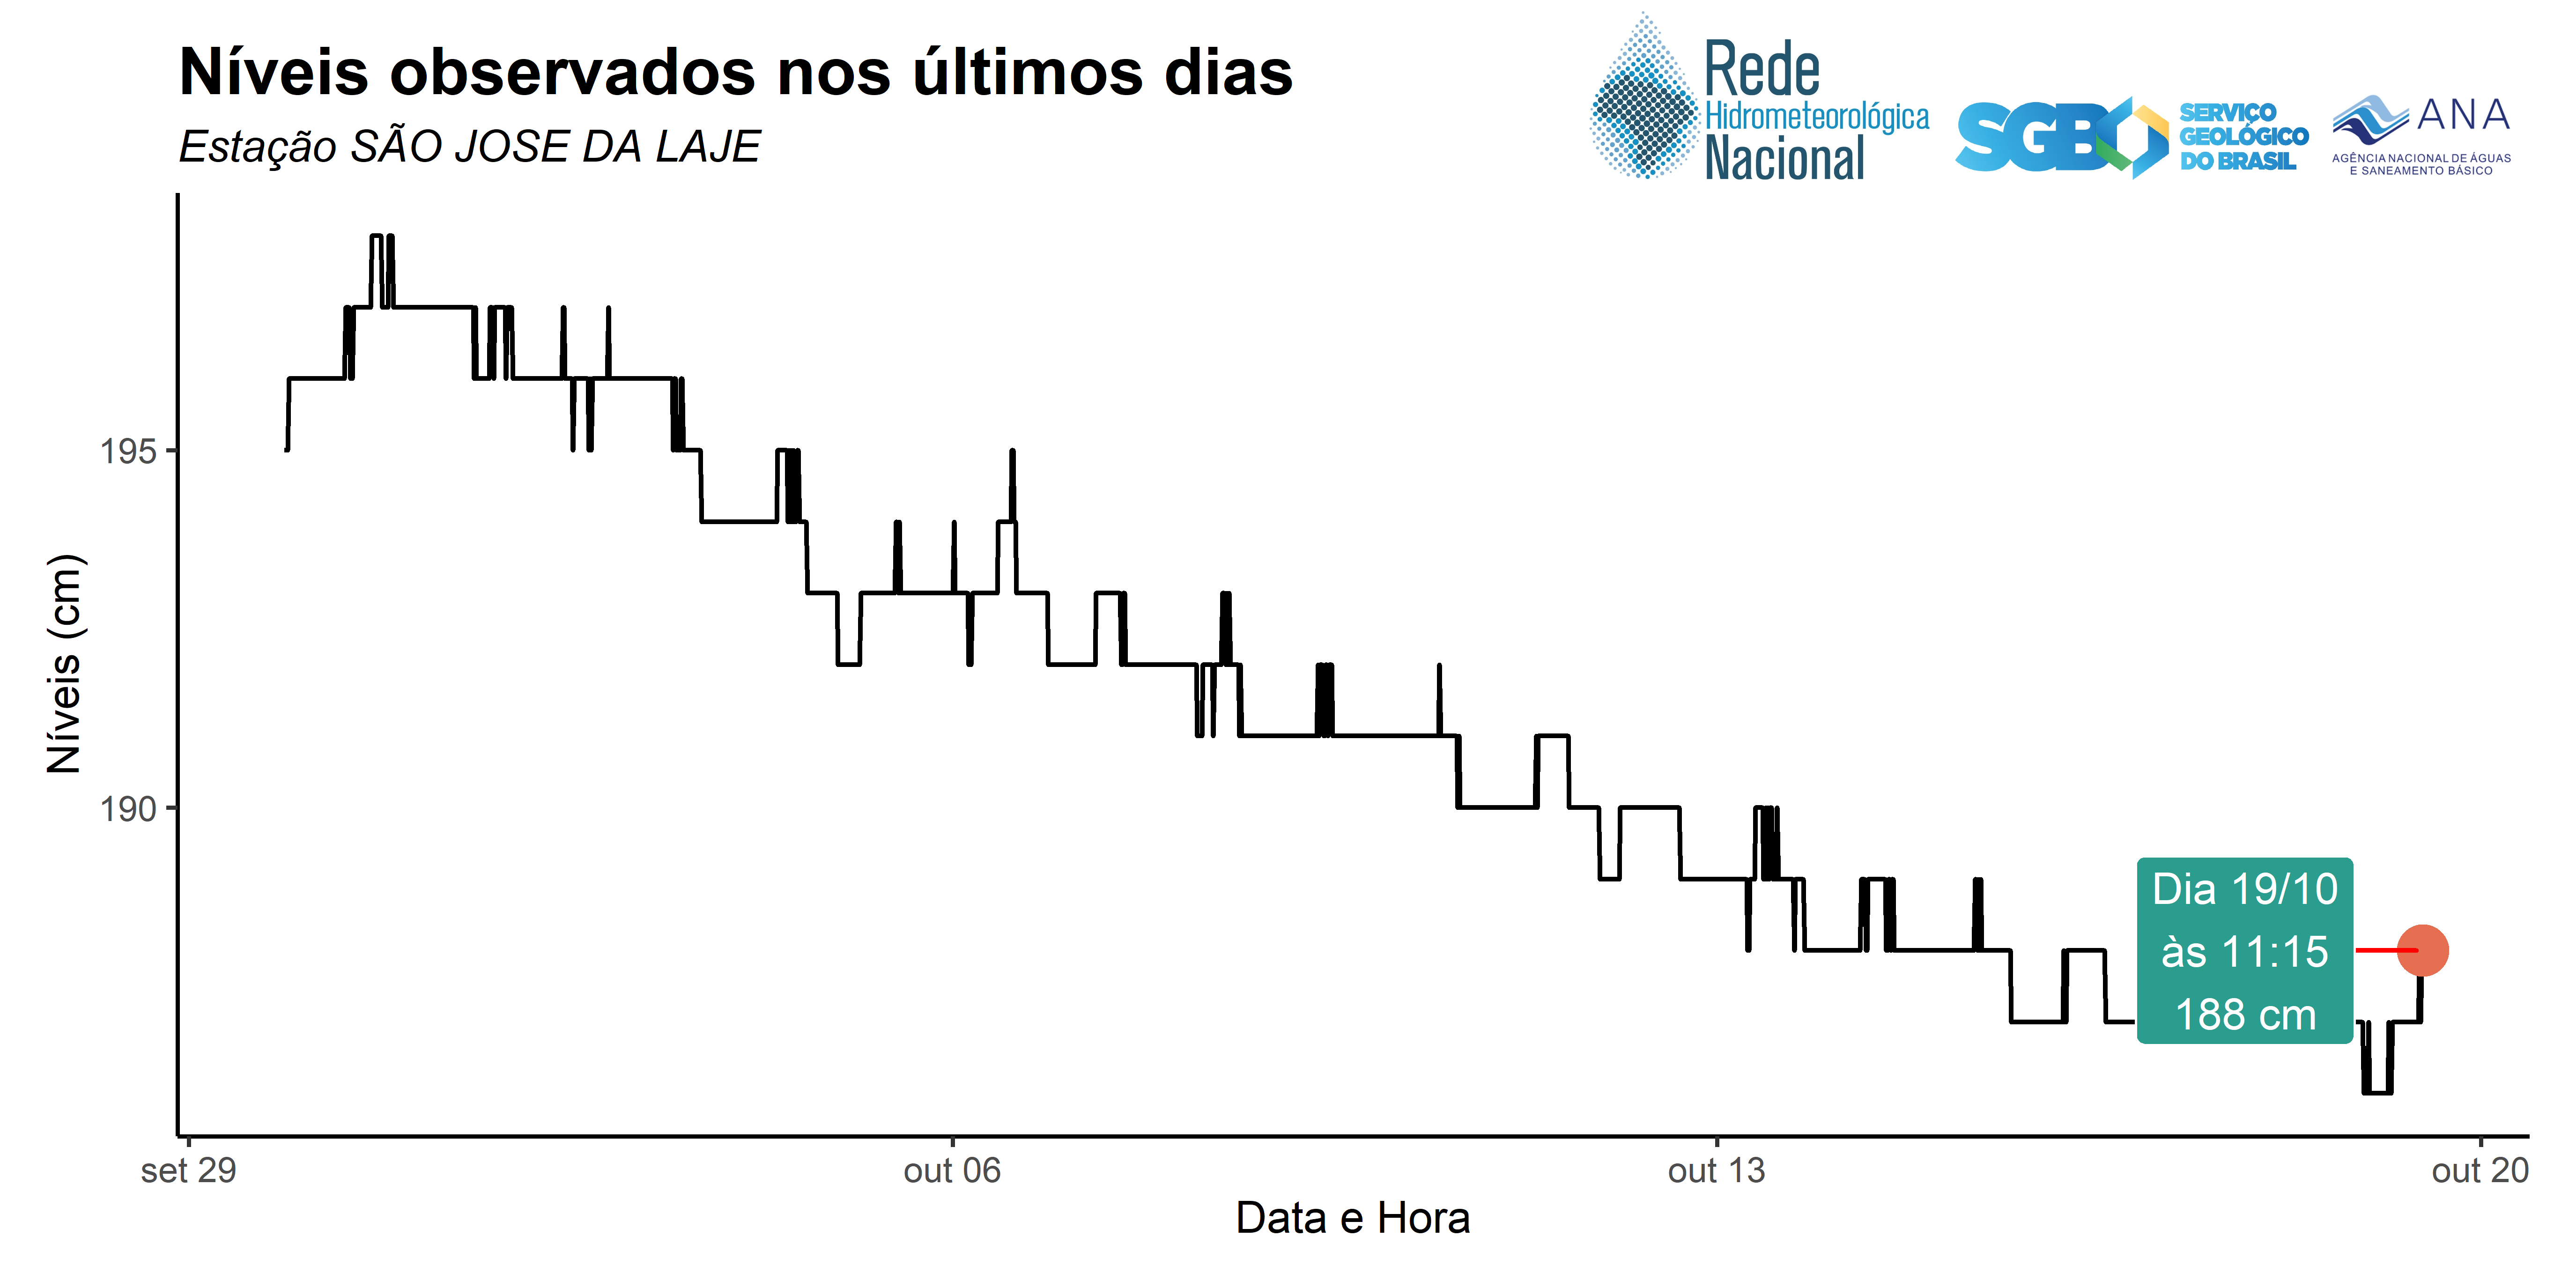 Níveis observados nos últimos dias
Estação SÃO JOSE DA LAJE
Rede
Hidrometeorológica
Nacional
SGB
SERVIÇO
GEOLÓGICO
DO BRASIL
ANA
AGÊNCIA NACIONAL DE ÁGUAS
E SANEAMENTO BÁSICO
Níveis (cm)
195
190
Dia 19/10
às 11:15
188 cm
set 29
out 06
out 13
out 20
Data e Hora